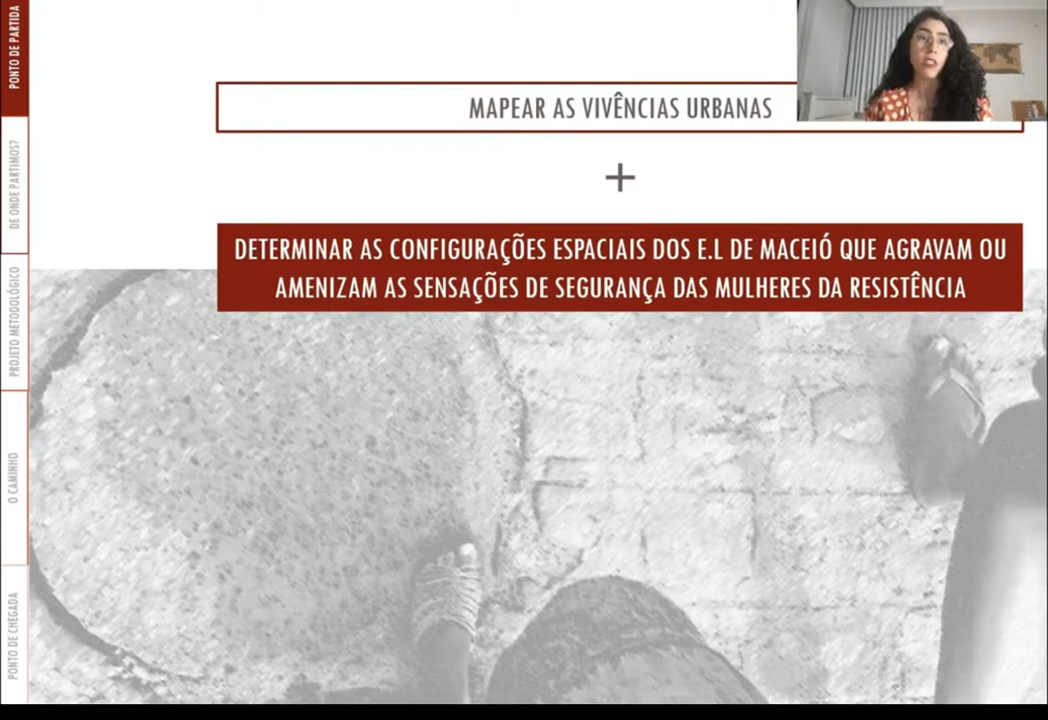 PONTO DE PARTIDA
DE ONDE PARTIMOS?
PROJETO METODOLÓGICO
O CAMINHO
PONTO DE CHEGADA
MAPEAR AS VIVÊNCIAS URBANAS
+
DETERMINAR AS CONFIGURAÇÕES ESPACIAIS DOS E.L DE MACEIÓ QUE AGRAVAM OU
AMENIZAM AS SENSAÇÕES DE SEGURANÇA DAS MULHERES DA RESISTÊNCIA